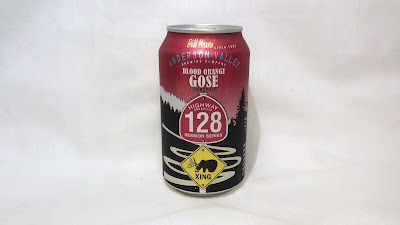 ANDERSON VALLEY
BREWING COMPANY
BLOOD ORANGE
GOSE
HIGHWAY
128
SESSION SERIES
XING